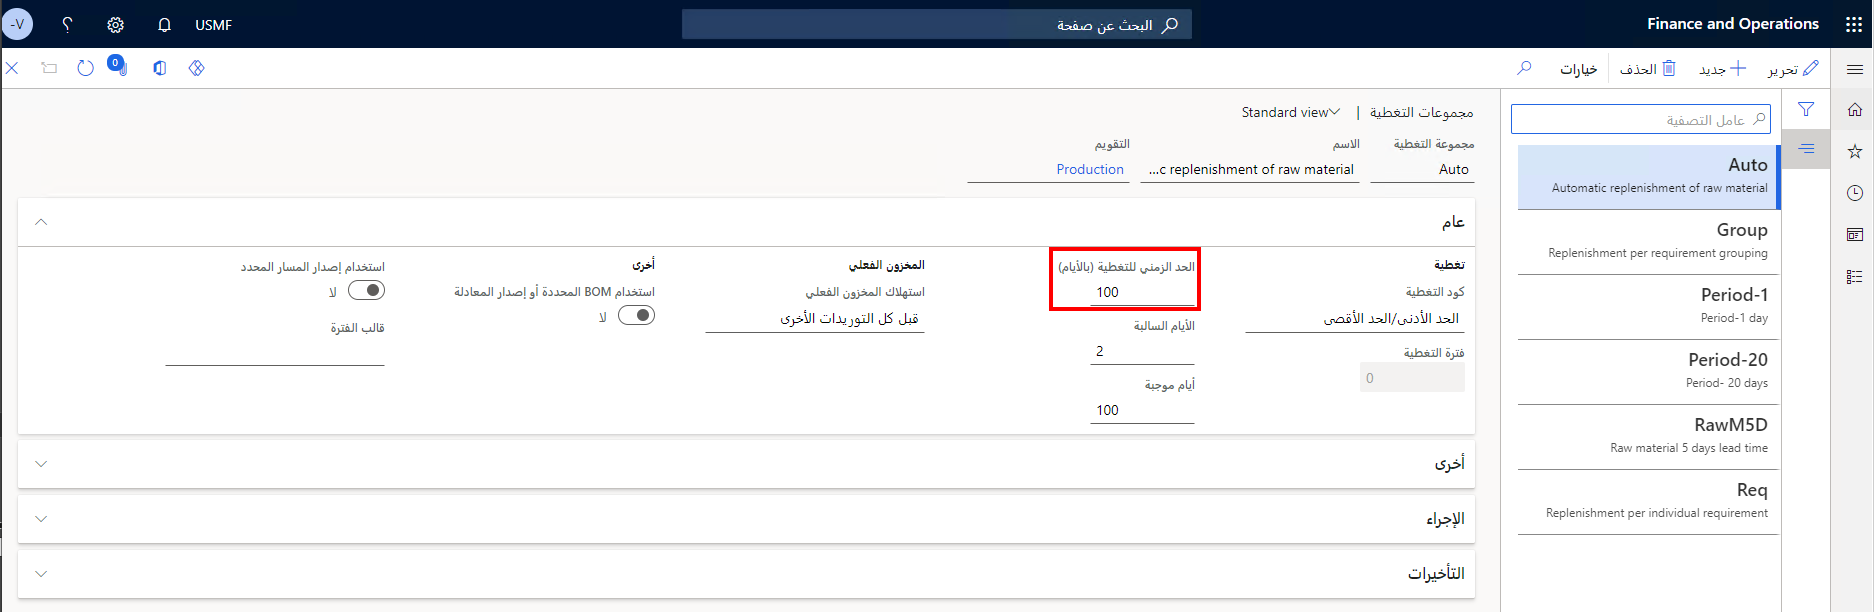 Finance and Operations
البحث عن صفحة
USMF
-V
تحرير
جديد
الحذف
خيارات
0
عامل التصفية
Auto
Automatic replenishment of raw material
Group
Replenishment per requirement grouping
Period-1
Period-1 day
Period-20
Period- 20 days
RawM5D
Raw material 5 days lead time
Req
Replenishment per individual requirement
مجموعات التغطية | Standard view
مجموعة التغطية
Auto
الاسم
...c replenishment of raw material
التقويم
Production
عام
تغطية
كود التغطية
الحد الأدنى/الحد الأقصى
فترة التغطية
0
الحد الزمني للتغطية (بالأيام)
100
الأيام السالبة
2
أيام موجبة
100
المخزون الفعلي
استهلاك المخزون الفعلي
قبل كل التوريدات الأخرى
أخرى
استخدام BOM المحددة أو إصدار المعادلة
لا
استخدام إصدار المسار المحدد
لا
قالب الفترة
أخرى
الإجراء
التأخيرات